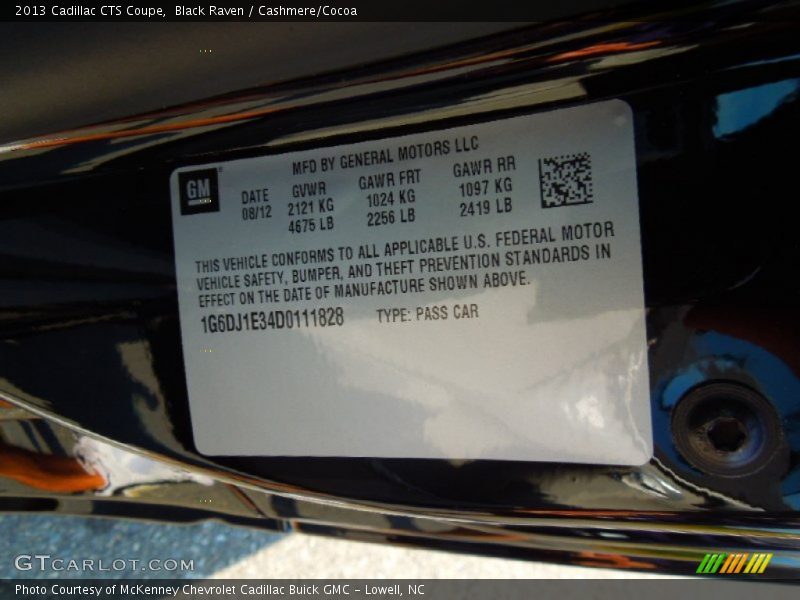 2013 Cadillac CTS Coupe, Black Raven / Cashmere/Cocoa
MFD BY GENERAL MOTORS LLC
GM
DATE GVWR GAWR FRT GAWR RR
08/12 2121 KG 1024 KG 1097 KG
4675 LB 2256 LB 2419 LB
THIS VEHICLE CONFORMS TO ALL APPLICABLE U.S. FEDERAL MOTOR
VEHICLE SAFETY, BUMPER, AND THEFT PREVENTION STANDARDS IN
EFFECT ON THE DATE OF MANUFACTURE SHOWN ABOVE.
1G6DJ1E34D0111828 TYPE: PASS CAR
GTCARLOT.COM
Photo Courtesy of McKenney Chevrolet Cadillac Buick GMC - Lowell, NC